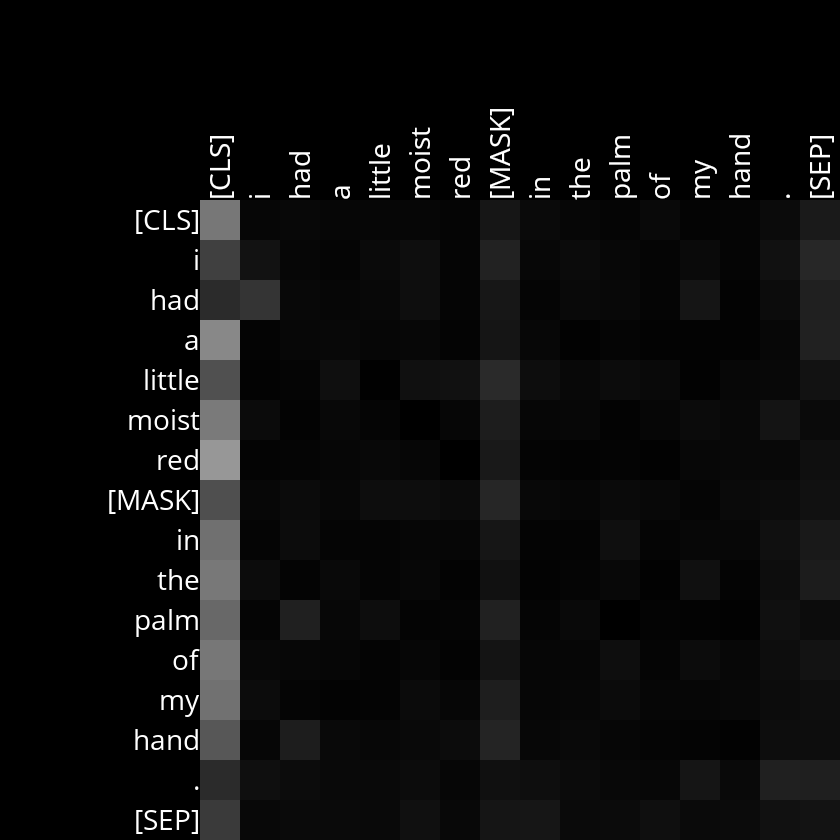 [CLS] i had a little moist red [MASK] in the palm of my hand . [SEP]
[CLS]
i
had
a
little
moist
red
[MASK]
in
the
palm
of
my
hand
.
[SEP]